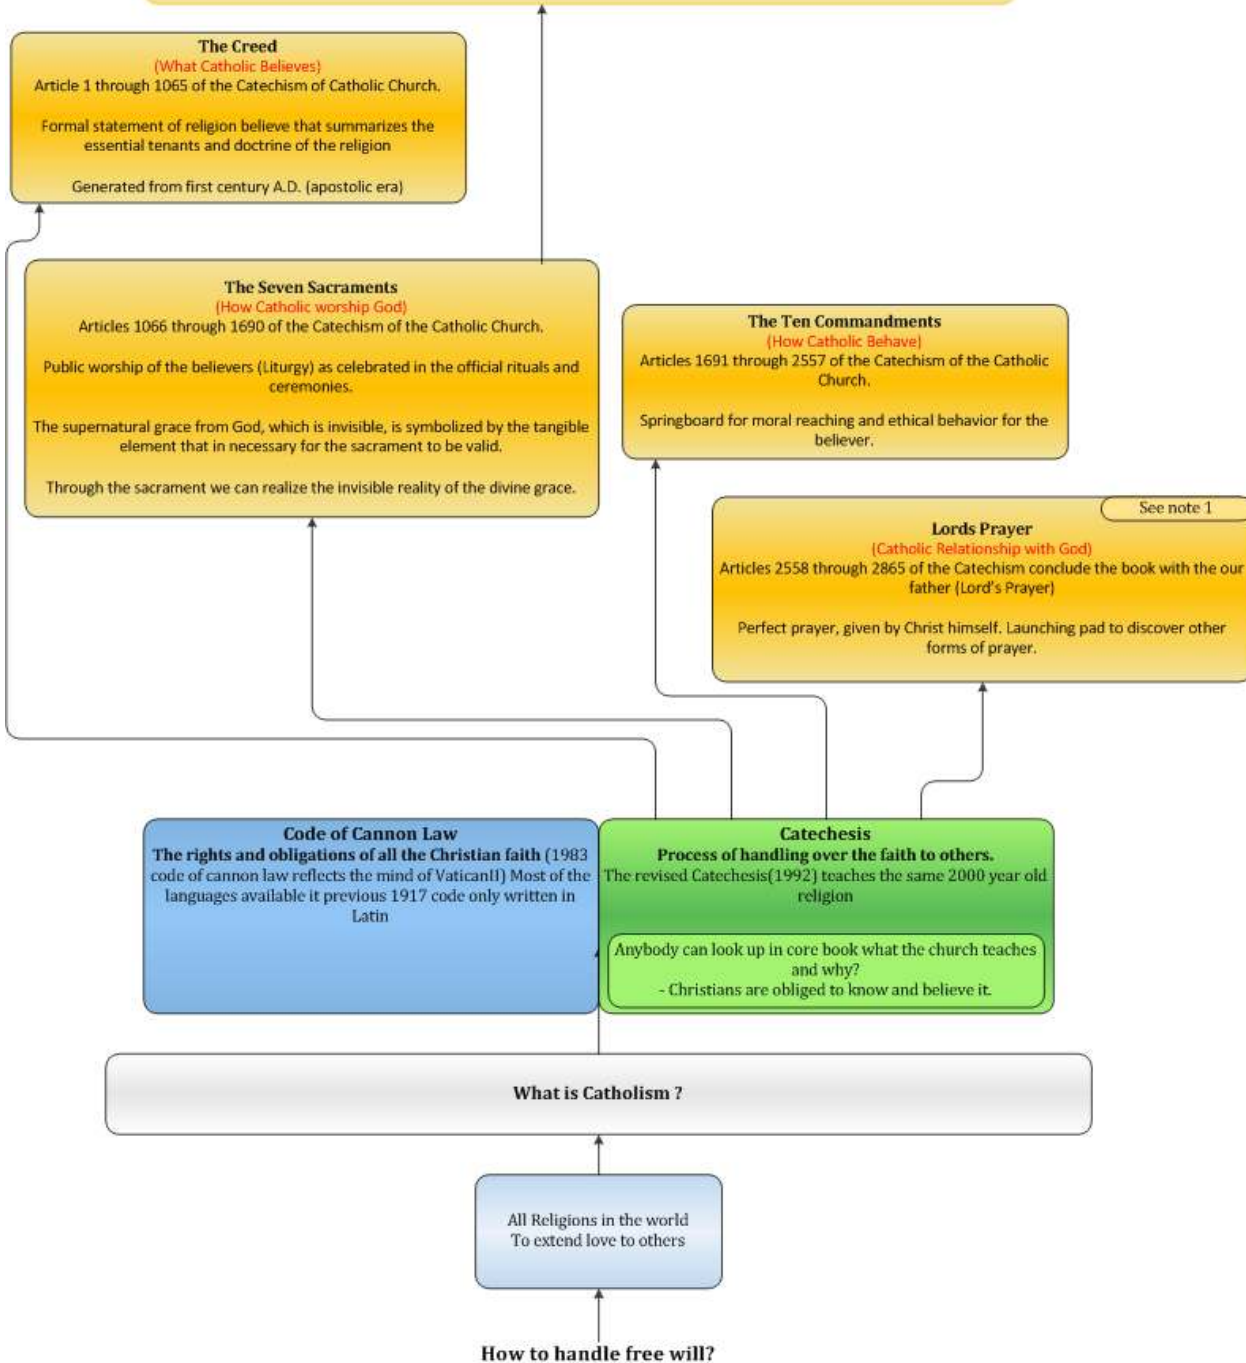 The Creed
(What Catholic Believes)
Article 1 through 1065 of the Catechism of Catholic Church.
Formal statement of religion believe that summarizes the
essential tenants and doctrine of the religion
Generated from first century A.D. (apostolic era)
The Seven Sacraments
(How Catholic worship God)
Articles 1066 through 1690 of the Catechism of the Catholic Church.
Public worship of the believers (Liturgy) as celebrated in the official rituals and
ceremonies.
The supernatural grace from God, which is invisible, is symbolized by the tangible
element that in necessary for the sacrament to be valid.
Through the sacrament we can realize the invisible reality of the divine grace.
The Ten Commandments
(How Catholic Behave)
Articles 1691 through 2557 of the Catechism of the Catholic
Church.
Springboard for moral reaching and ethical behavior for the
believer.
See note 1
Lords Prayer
(Catholic Relationship with God)
Articles 2558 through 2865 of the Catechism conclude the book with the our
father (Lord's Prayer)
Perfect prayer, given by Christ himself. Launching pad to discover other
forms of prayer.
Code of Cannon Law
The rights and obligations of all the Christian faith (1983
code of cannon law reflects the mind of VaticanII) Most of the
languages available it previous 1917 code only written in
Latin
Catechesis
Process of handling over the faith to others.
The revised Catechesis(1992) teaches the same 2000 year old
religion
Anybody can look up in core book what the church teaches
and why?
- Christians are obliged to know and believe it.
What is Catholism ?
All Religions in the world
To extend love to others
How to handle free will?